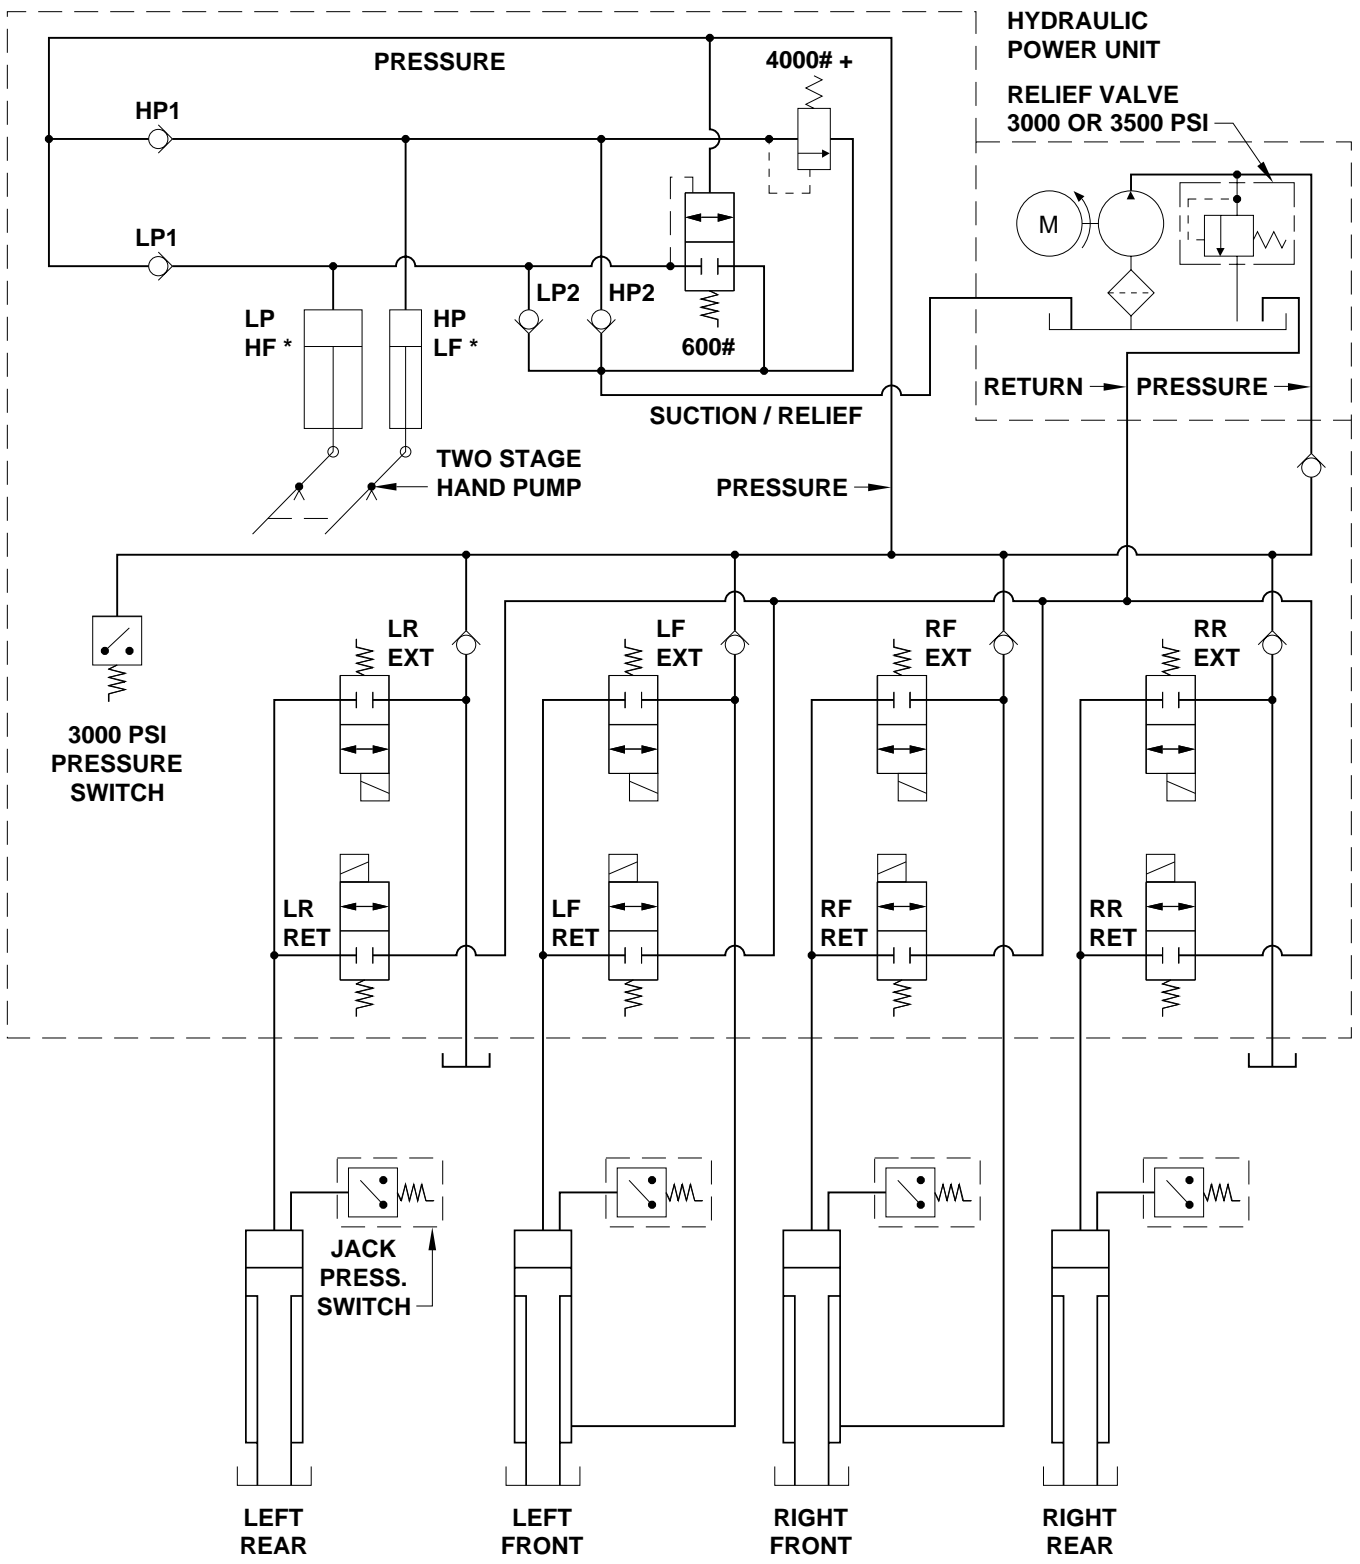 HYDRAULIC
POWER UNIT
PRESSURE
4000# +
RELIEF VALVE
3000 OR 3500 PSI
HP1
M
LP1
LP2
HP2
LP
HF *
HP
LF *
600#
RETURN
PRESSURE
SUCTION / RELIEF
TWO STAGE
HAND PUMP
PRESSURE
LR
EXT
LF
EXT
RF
EXT
RR
EXT
3000 PSI
PRESSURE
SWITCH
LR
RET
LF
RET
RF
RET
RR
RET
JACK
PRESS.
SWITCH
LEFT
REAR
LEFT
FRONT
RIGHT
FRONT
RIGHT
REAR